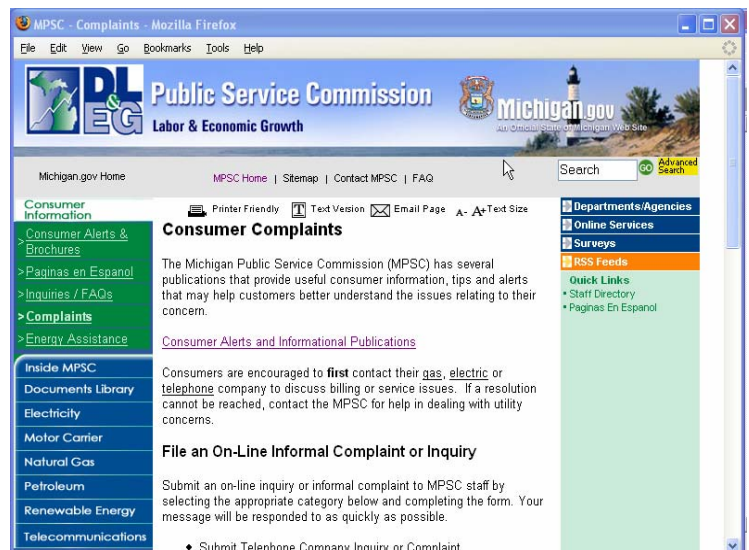 MPSC - Complaints - Mozilla Firefox
File Edit View Go Bookmarks Tools Help
DL&EG
Public Service Commission
Labor & Economic Growth
Michigan.gov
An Official State of Michigan Web Site
Michigan.gov Home
MPSC Home | Sitemap | Contact MPSC | FAQ
Search GO Advanced Search
Consumer
Information
>Consumer Alerts &
Brochures
>Paginas en Espanol
>Inquiries / FAQs
>Complaints
>Energy Assistance
Inside MPSC
Documents Library
Electricity
Motor Carrier
Natural Gas
Petroleum
Renewable Energy
Telecommunications
Printer Friendly T Text Version Email Page A- A+ Text Size
Consumer Complaints
The Michigan Public Service Commission (MPSC) has several
publications that provide useful consumer information, tips and alerts
that may help customers better understand the issues relating to their
concern.
Consumer Alerts and Informational Publications
Consumers are encouraged to first contact their gas, electric or
telephone company to discuss billing or service issues. If a resolution
cannot be reached, contact the MPSC for help in dealing with utility
concerns.
File an On-Line Informal Complaint or Inquiry
Submit an on-line inquiry or informal complaint to MPSC staff by
selecting the appropriate category below and completing the form. Your
message will be responded to as quickly as possible.
◆ Submit Telephone Company Inquiry or Complaint
Departments/Agencies
Online Services
Surveys
RSS Feeds
Quick Links
• Staff Directory
• Paginas En Espanol